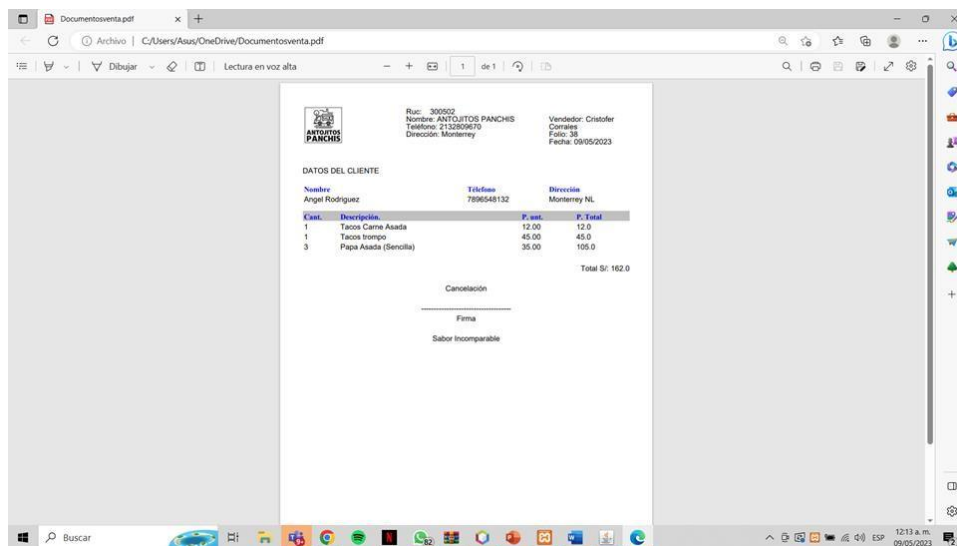 Documentosventa.pdf
Archivo | C:/Users/Asus/OneDrive/Documentosventa.pdf
Dibujar
Lectura en voz alta
1 de 1
ANTOJITOS
PANCHIS
Ruc: 300502
Nombre: ANTOJITOS PANCHIS
Teléfono: 2132809670
Dirección: Monterrey
Vendedor: Cristofer
Corrales
Folio: 38
Fecha: 09/05/2023
DATOS DEL CLIENTE
Nombre Télefono Dirección
Angel Rodriguez 7896548132 Monterrey NL
Cant. Descripción. P. unt. P. Total
1 Tacos Carne Asada 12.00 12.0
1 Tacos trompo 45.00 45.0
3 Papa Asada (Sencilla) 35.00 105.0
Total S/: 162.0
Cancelación
Firma
Sabor Incomparable
Buscar
9+
82
ESP
12:13 a. m.
09/05/2023
2